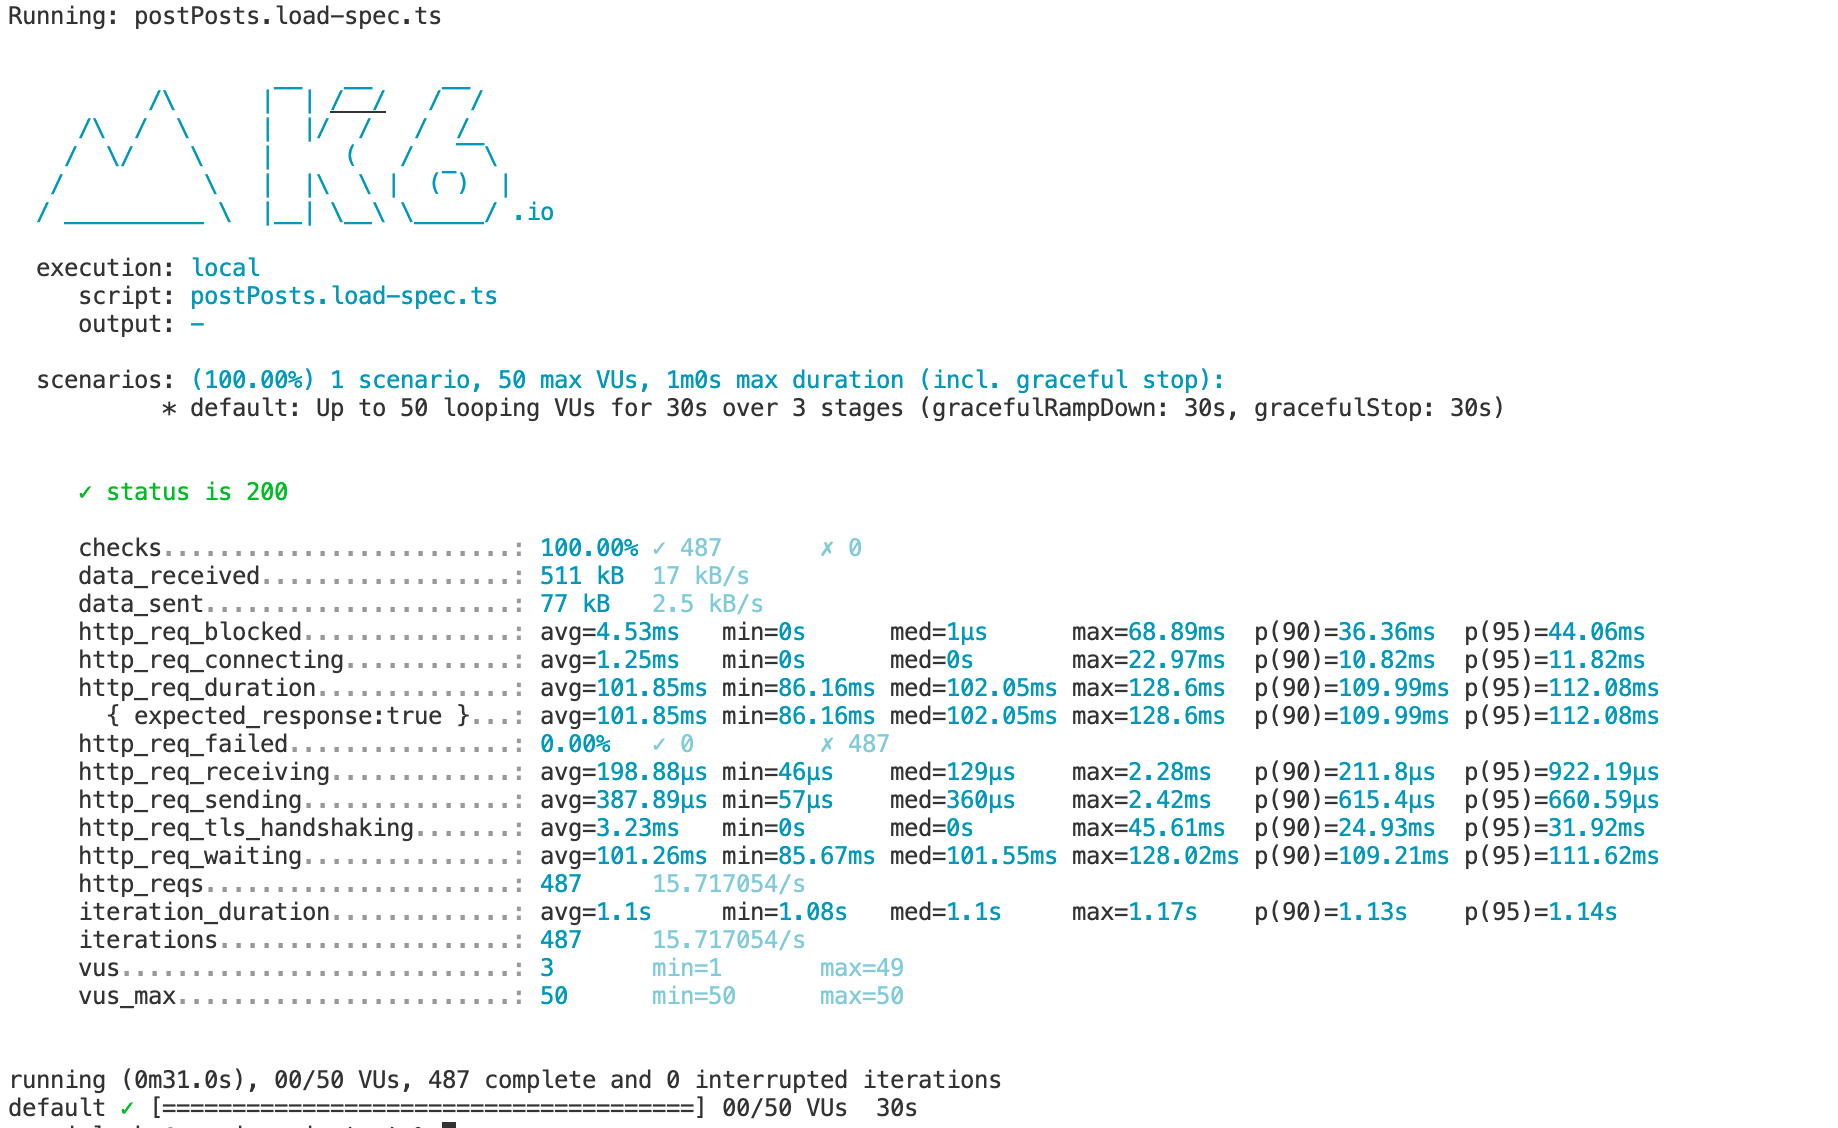 Running: postPosts.load-spec.ts
          /\      |‾‾| /‾‾/   /‾‾/
     /\  /  \     |  |/  /   /  /
    /  \/    \    |     (   /   ‾‾\
   /          \   |  |\  \ |  (‾)  |
  / __________ \  |__| \__\ \_____/ .io
execution: local
script: postPosts.load-spec.ts
output: -
scenarios: (100.00%) 1 scenario, 50 max VUs, 1m0s max duration (incl. graceful stop):
* default: Up to 50 looping VUs for 30s over 3 stages (gracefulRampDown: 30s, gracefulStop: 30s)
✓ status is 200
checks.........................: 100.00% ✓ 487       ✗ 0
data_received..................: 511 kB  17 kB/s
data_sent......................: 77 kB   2.5 kB/s
http_req_blocked...............: avg=4.53ms   min=0s      med=1µs      max=68.89ms  p(90)=36.36ms  p(95)=44.06ms
http_req_connecting............: avg=1.25ms   min=0s      med=0s       max=22.97ms  p(90)=10.82ms  p(95)=11.82ms
http_req_duration..............: avg=101.85ms min=86.16ms med=102.05ms max=128.6ms  p(90)=109.99ms p(95)=112.08ms
{ expected_response:true }...: avg=101.85ms min=86.16ms med=102.05ms max=128.6ms  p(90)=109.99ms p(95)=112.08ms
http_req_failed................: 0.00%   ✓ 0         ✗ 487
http_req_receiving.............: avg=198.88µs min=46µs    med=129µs    max=2.28ms   p(90)=211.8µs  p(95)=922.19µs
http_req_sending...............: avg=387.89µs min=57µs    med=360µs    max=2.42ms   p(90)=615.4µs  p(95)=660.59µs
http_req_tls_handshaking.......: avg=3.23ms   min=0s      med=0s       max=45.61ms  p(90)=24.93ms  p(95)=31.92ms
http_req_waiting...............: avg=101.26ms min=85.67ms med=101.55ms max=128.02ms p(90)=109.21ms p(95)=111.62ms
http_reqs......................: 487     15.717054/s
iteration_duration.............: avg=1.1s     min=1.08s   med=1.1s     max=1.17s    p(90)=1.13s    p(95)=1.14s
iterations.....................: 487     15.717054/s
vus............................: 3       min=1       max=49
vus_max........................: 50      min=50      max=50
running (0m31.0s), 00/50 VUs, 487 complete and 0 interrupted iterations
default ✓ [======================================] 00/50 VUs  30s